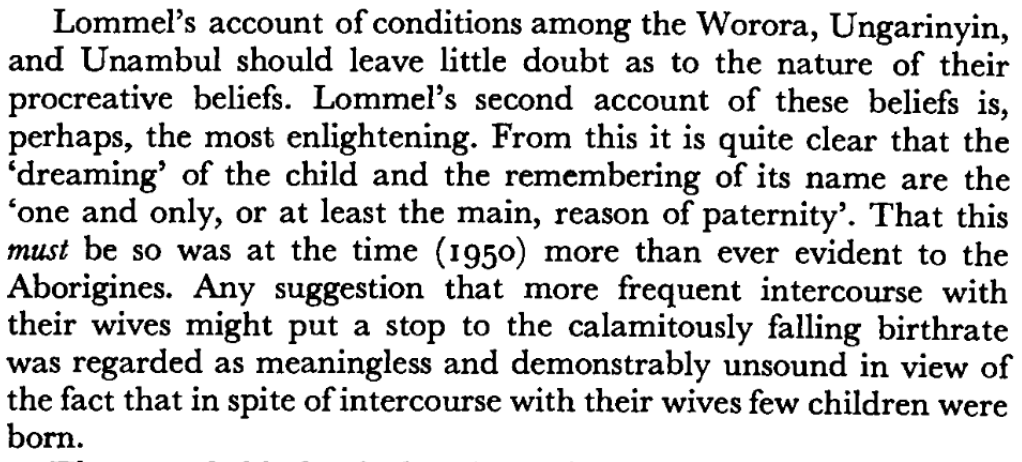 Lommel's account of conditions among the Worora, Ungarinyin,
and Unambul should leave little doubt as to the nature of their
procreative beliefs. Lommel's second account of these beliefs is,
perhaps, the most enlightening. From this it is quite clear that the
'dreaming' of the child and the remembering of its name are the
'one and only, or at least the main, reason of paternity'. That this
must be so was at the time (1950) more than ever evident to the
Aborigines. Any suggestion that more frequent intercourse with
their wives might put a stop to the calamitously falling birthrate
was regarded as meaningless and demonstrably unsound in view of
the fact that in spite of intercourse with their wives few children were
born.